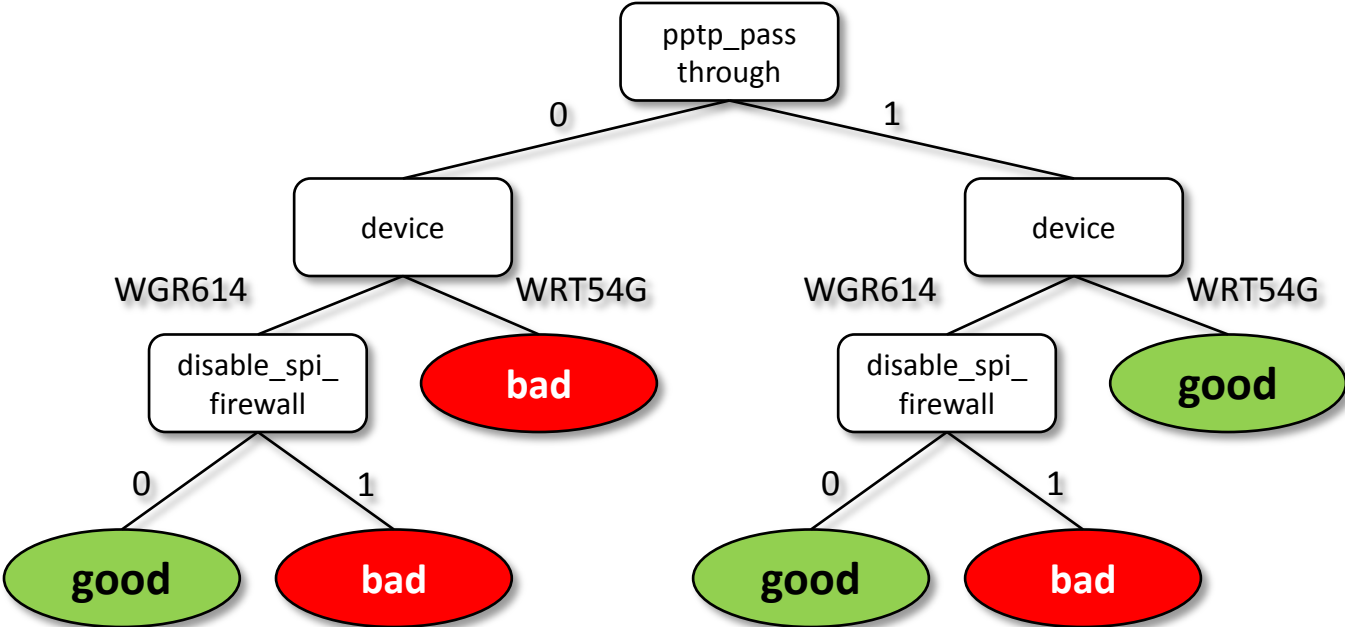 pptp_pass
through
0
1
device
device
WGR614
WRT54G
WGR614
WRT54G
disable_spi_
firewall
bad
disable_spi_
firewall
good
0
1
0
1
good
bad
good
bad